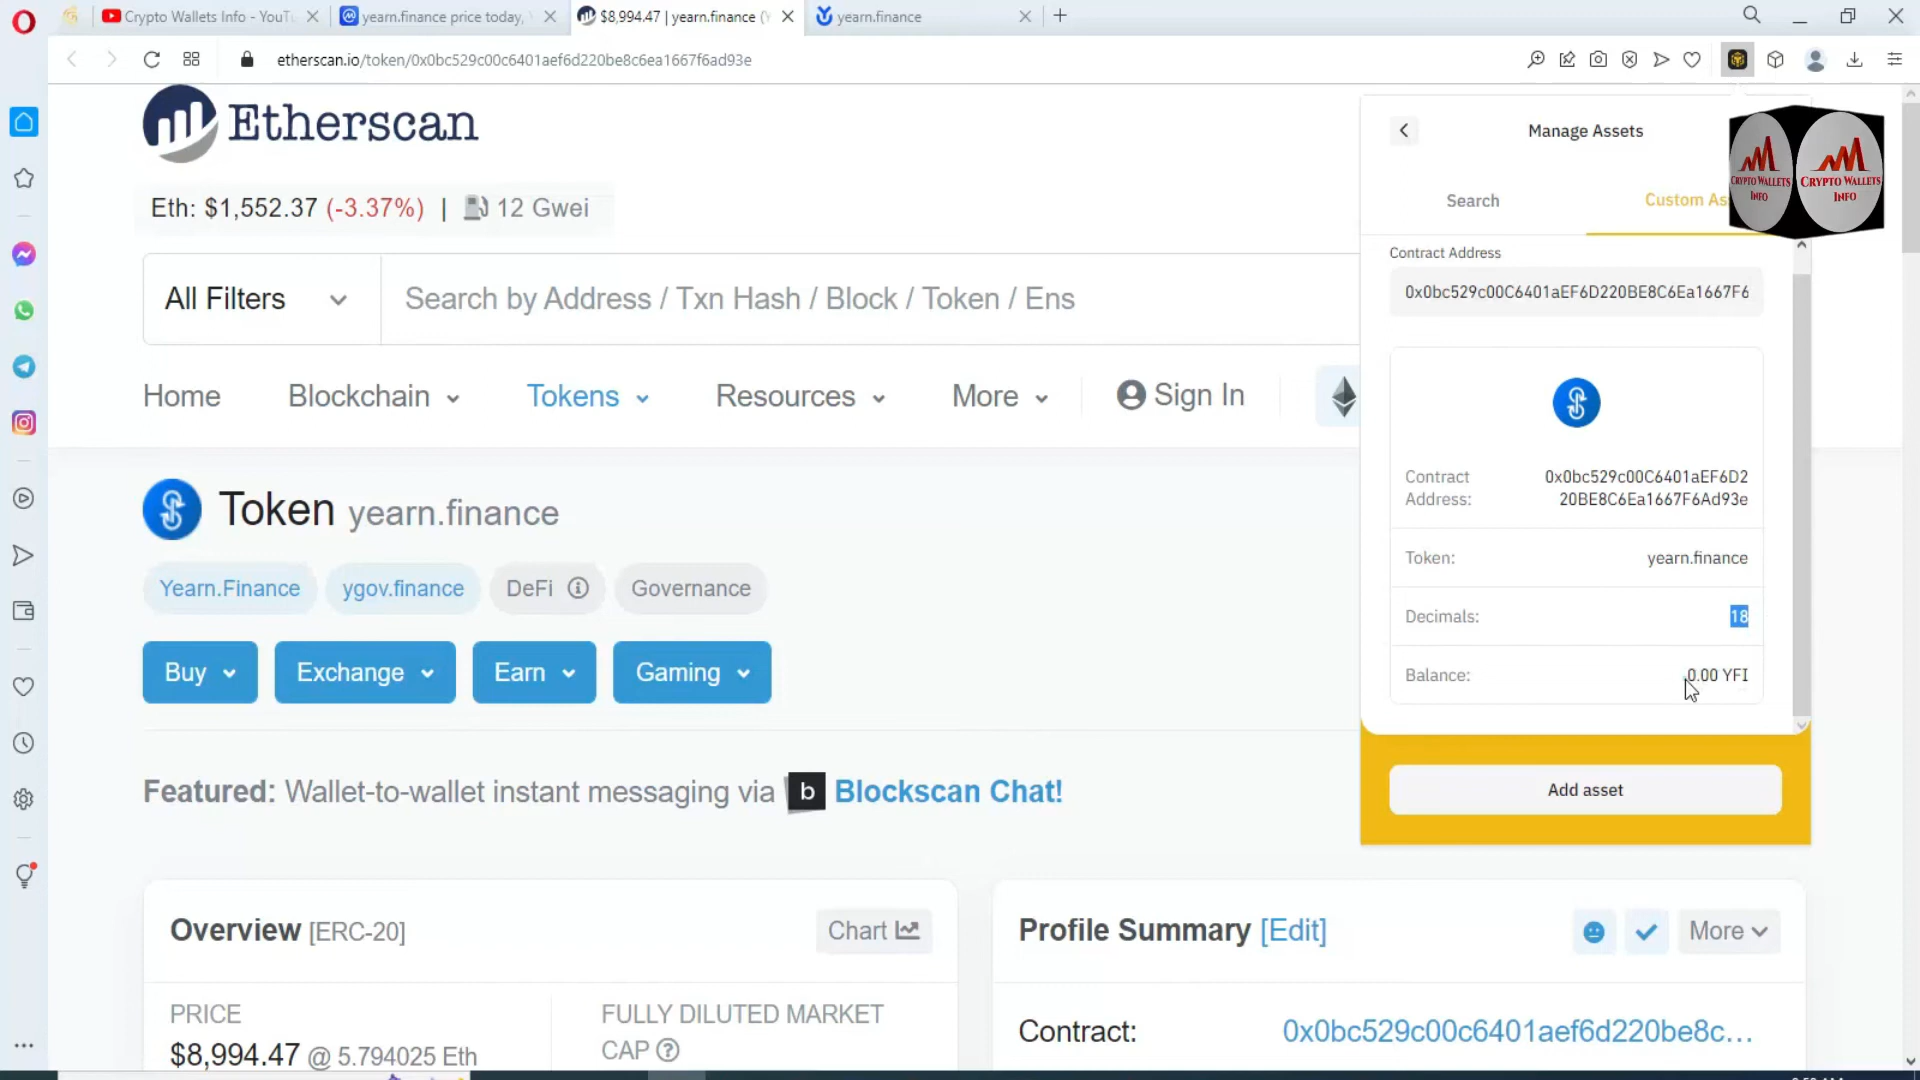 Crypto Wallets Info - YouTu
yearn.finance price today,
$8,994.47 | yearn.finance (Y
yearn.finance
etherscan.io/token/0x0bc529c00c6401aef6d220be8c6ea1667f6ad93e
Etherscan
Eth: $1,552.37 (-3.37%) | 12 Gwei
All Filters
Search by Address / Txn Hash / Block / Token / Ens
Home
Blockchain
Tokens
Resources
More
Sign In
Token yearn.finance
Yearn.Finance
ygov.finance
DeFi
Governance
Buy
Exchange
Earn
Gaming
Featured: Wallet-to-wallet instant messaging via b Blockscan Chat!
Overview [ERC-20]
Chart
PRICE
$8,994.47 @ 5.794025 Eth
FULLY DILUTED MARKET
CAP
Profile Summary [Edit]
More
Contract:
0x0bc529c00c6401aef6d220be8c...
Manage Assets
Search
Custom Ass
CRYPTO WALLETS
INFO
CRYPTO WALLETS
INFO
Contract Address
0x0bc529c00C6401aEF6D220BE8C6Ea1667F6
Contract
Address:
0x0bc529c00C6401aEF6D2
20BE8C6Ea1667F6Ad93e
Token:
yearn.finance
Decimals:
18
Balance:
0.00 YFI
Add asset